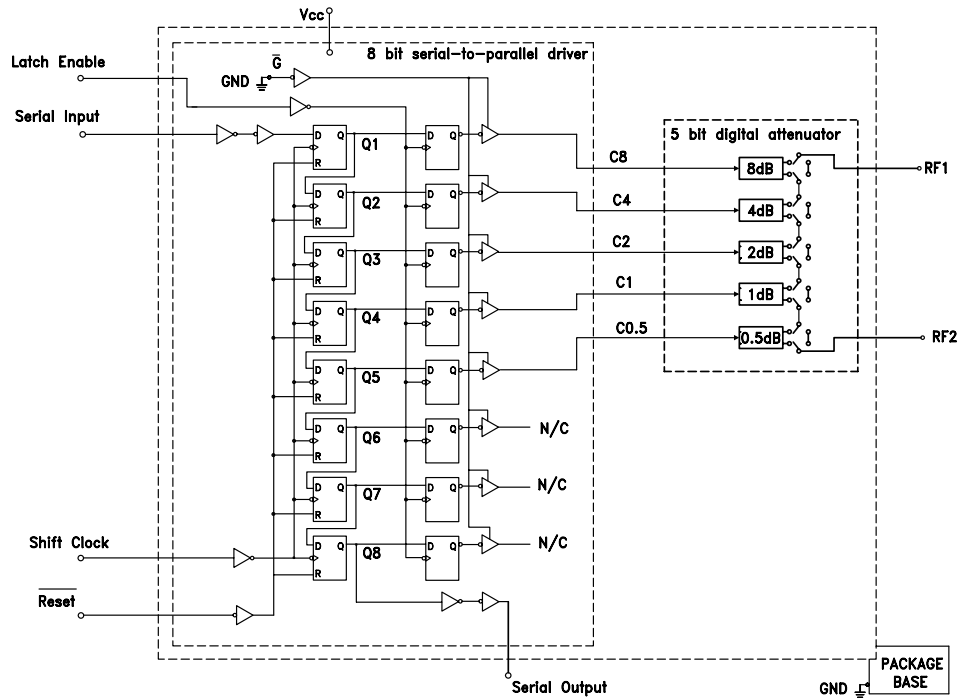 Vcc
8 bit serial-to-parallel driver
Latch Enable
G
GND
Serial Input
D Q
R
Q1
D Q
C8
5 bit digital attenuator
8dB
RF1
D Q
R
Q2
D Q
C4
4dB
D Q
R
Q3
D Q
C2
2dB
D Q
R
Q4
D Q
C1
1dB
D Q
R
Q5
D Q
C0.5
0.5dB
RF2
D Q
R
Q6
D Q
N/C
D Q
R
Q7
D Q
N/C
Shift Clock
D Q
R
Q8
D Q
N/C
Reset
Serial Output
GND
PACKAGE
BASE